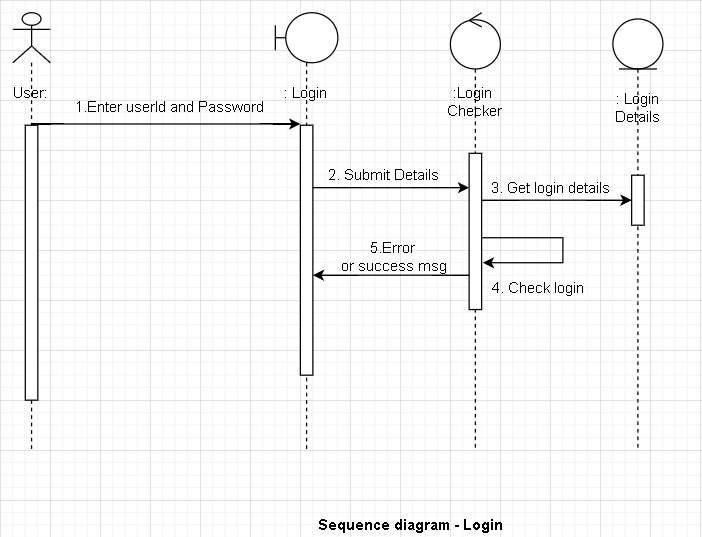 User:
: Login
:Login
Checker
: Login
Details
1.Enter userId and Password
2. Submit Details
3. Get login details
5.Error
or success msg
4. Check login
Sequence diagram - Login